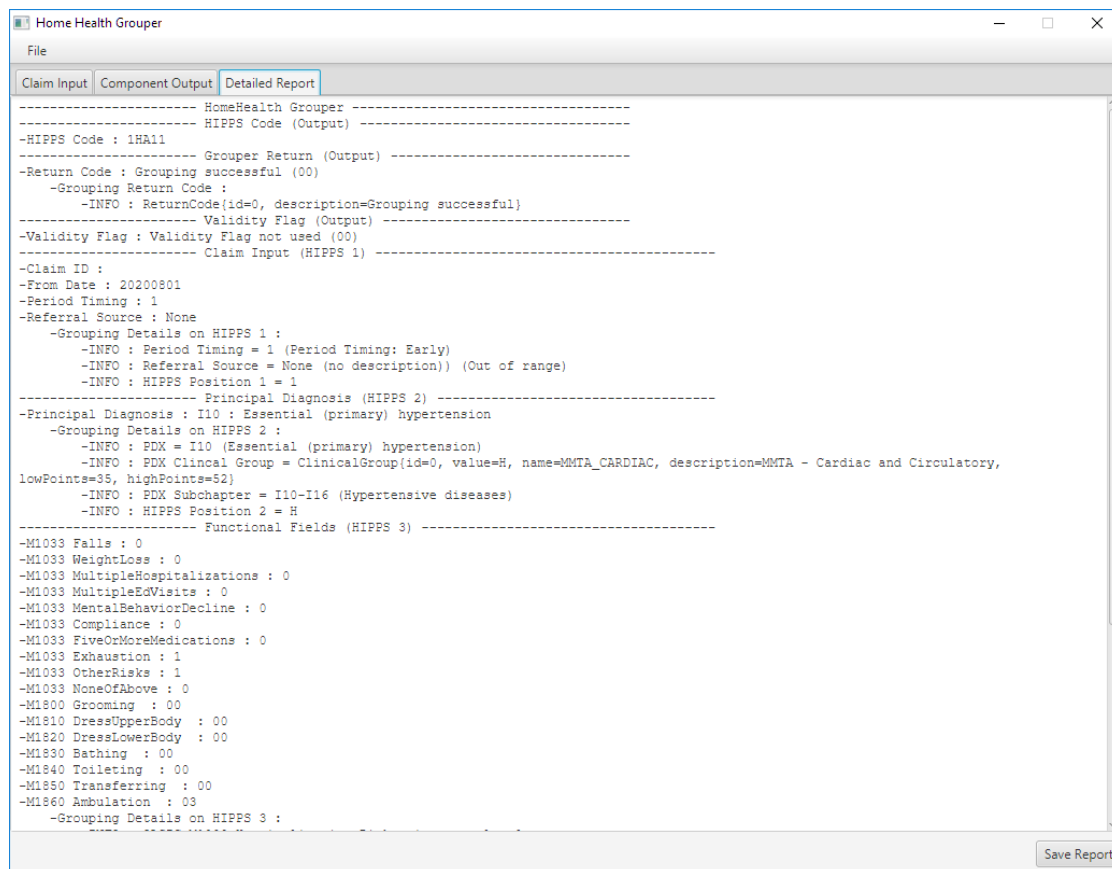 Home Health Grouper
File
Claim Input Component Output Detailed Report
----------------------- HomeHealth Grouper ------------------------------------
----------------------- HIPPS Code (Output) -----------------------------------
-HIPPS Code : 1HA11
----------------------- Grouper Return (Output) -------------------------------
-Return Code : Grouping successful (00)
-Grouping Return Code :
-INFO : ReturnCode{id=0, description=Grouping successful}
----------------------- Validity Flag (Output) --------------------------------
-Validity Flag : Validity Flag not used (00)
----------------------- Claim Input (HIPPS 1) --------------------------------------------
-Claim ID :
-From Date : 20200801
-Period Timing : 1
-Referral Source : None
-Grouping Details on HIPPS 1 :
-INFO : Period Timing = 1 (Period Timing: Early)
-INFO : Referral Source = None (no description)) (Out of range)
-INFO : HIPPS Position 1 = 1
----------------------- Principal Diagnosis (HIPPS 2) ------------------------------------
-Principal Diagnosis : I10 : Essential (primary) hypertension
-Grouping Details on HIPPS 2 :
-INFO : PDX = I10 (Essential (primary) hypertension)
-INFO : PDX Clincal Group = ClinicalGroup{id=0, value=H, name=MMTA_CARDIAC, description=MMTA - Cardiac and Circulatory,
lowPoints=35, highPoints=52}
-INFO : PDX Subchapter = I10-I16 (Hypertensive diseases)
-INFO : HIPPS Position 2 = H
----------------------- Functional Fields (HIPPS 3) --------------------------------------
-M1033 Falls : 0
-M1033 WeightLoss : 0
-M1033 MultipleHospitalizations : 0
-M1033 MultipleEdVisits : 0
-M1033 MentalBehaviorDecline : 0
-M1033 Compliance : 0
-M1033 FiveOrMoreMedications : 0
-M1033 Exhaustion : 1
-M1033 OtherRisks : 1
-M1033 NoneOfAbove : 0
-M1800 Grooming : 00
-M1810 DressUpperBody : 00
-M1820 DressLowerBody : 00
-M1830 Bathing : 00
-M1840 Toileting : 00
-M1850 Transferring : 00
-M1860 Ambulation : 03
-Grouping Details on HIPPS 3 :
Save Report